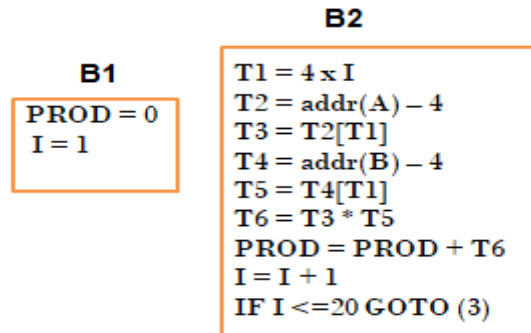 B1
PROD = 0
I = 1
B2
T1 = 4 x I
T2 = addr(A) – 4
T3 = T2[T1]
T4 = addr(B) – 4
T5 = T4[T1]
T6 = T3 * T5
PROD = PROD + T6
I = I + 1
IF I <=20 GOTO (3)